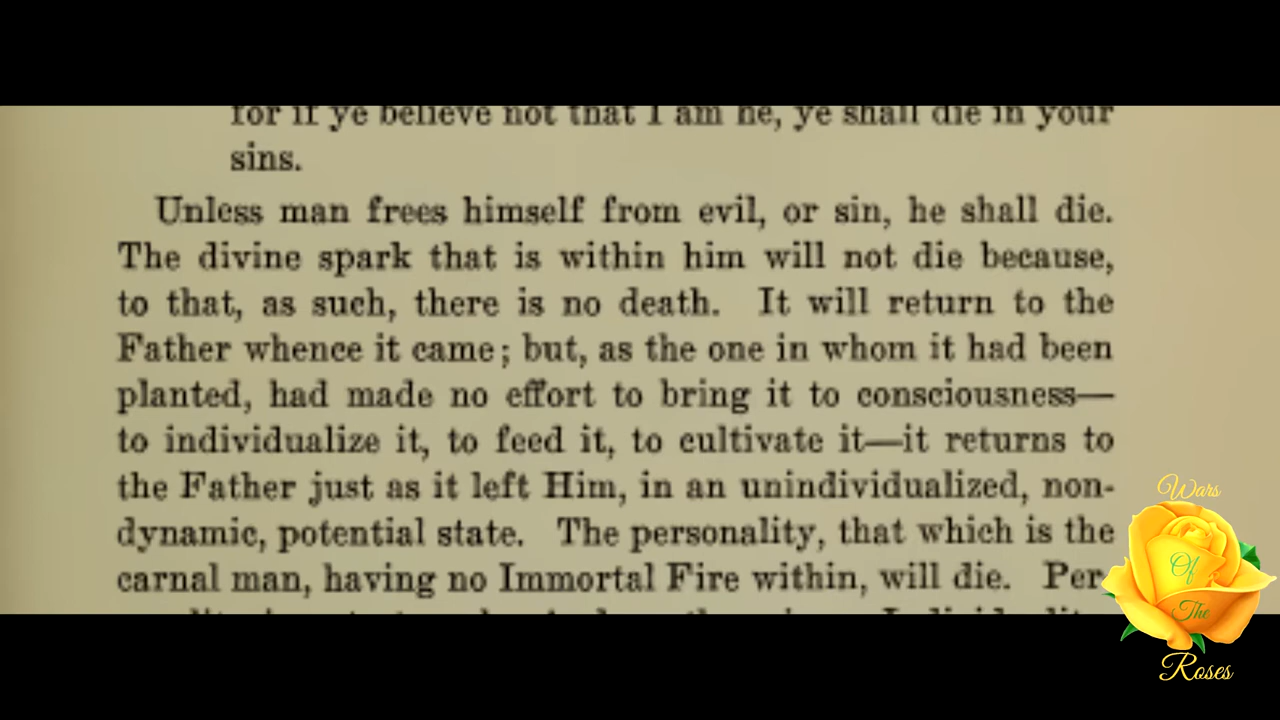 for if ye believe not that I am he, ye shall die in your
sins.
Unless man frees himself from evil, or sin, he shall die.
The divine spark that is within him will not die because,
to that, as such, there is no death. It will return to the
Father whence it came; but, as the one in whom it had been
planted, had made no effort to bring it to consciousness—
to individualize it, to feed it, to cultivate it—it returns to
the Father just as it left Him, in an unindividualized, non-
dynamic, potential state. The personality, that which is the
carnal man, having no Immortal Fire within, will die. Per-
Wars
Of
The
Roses